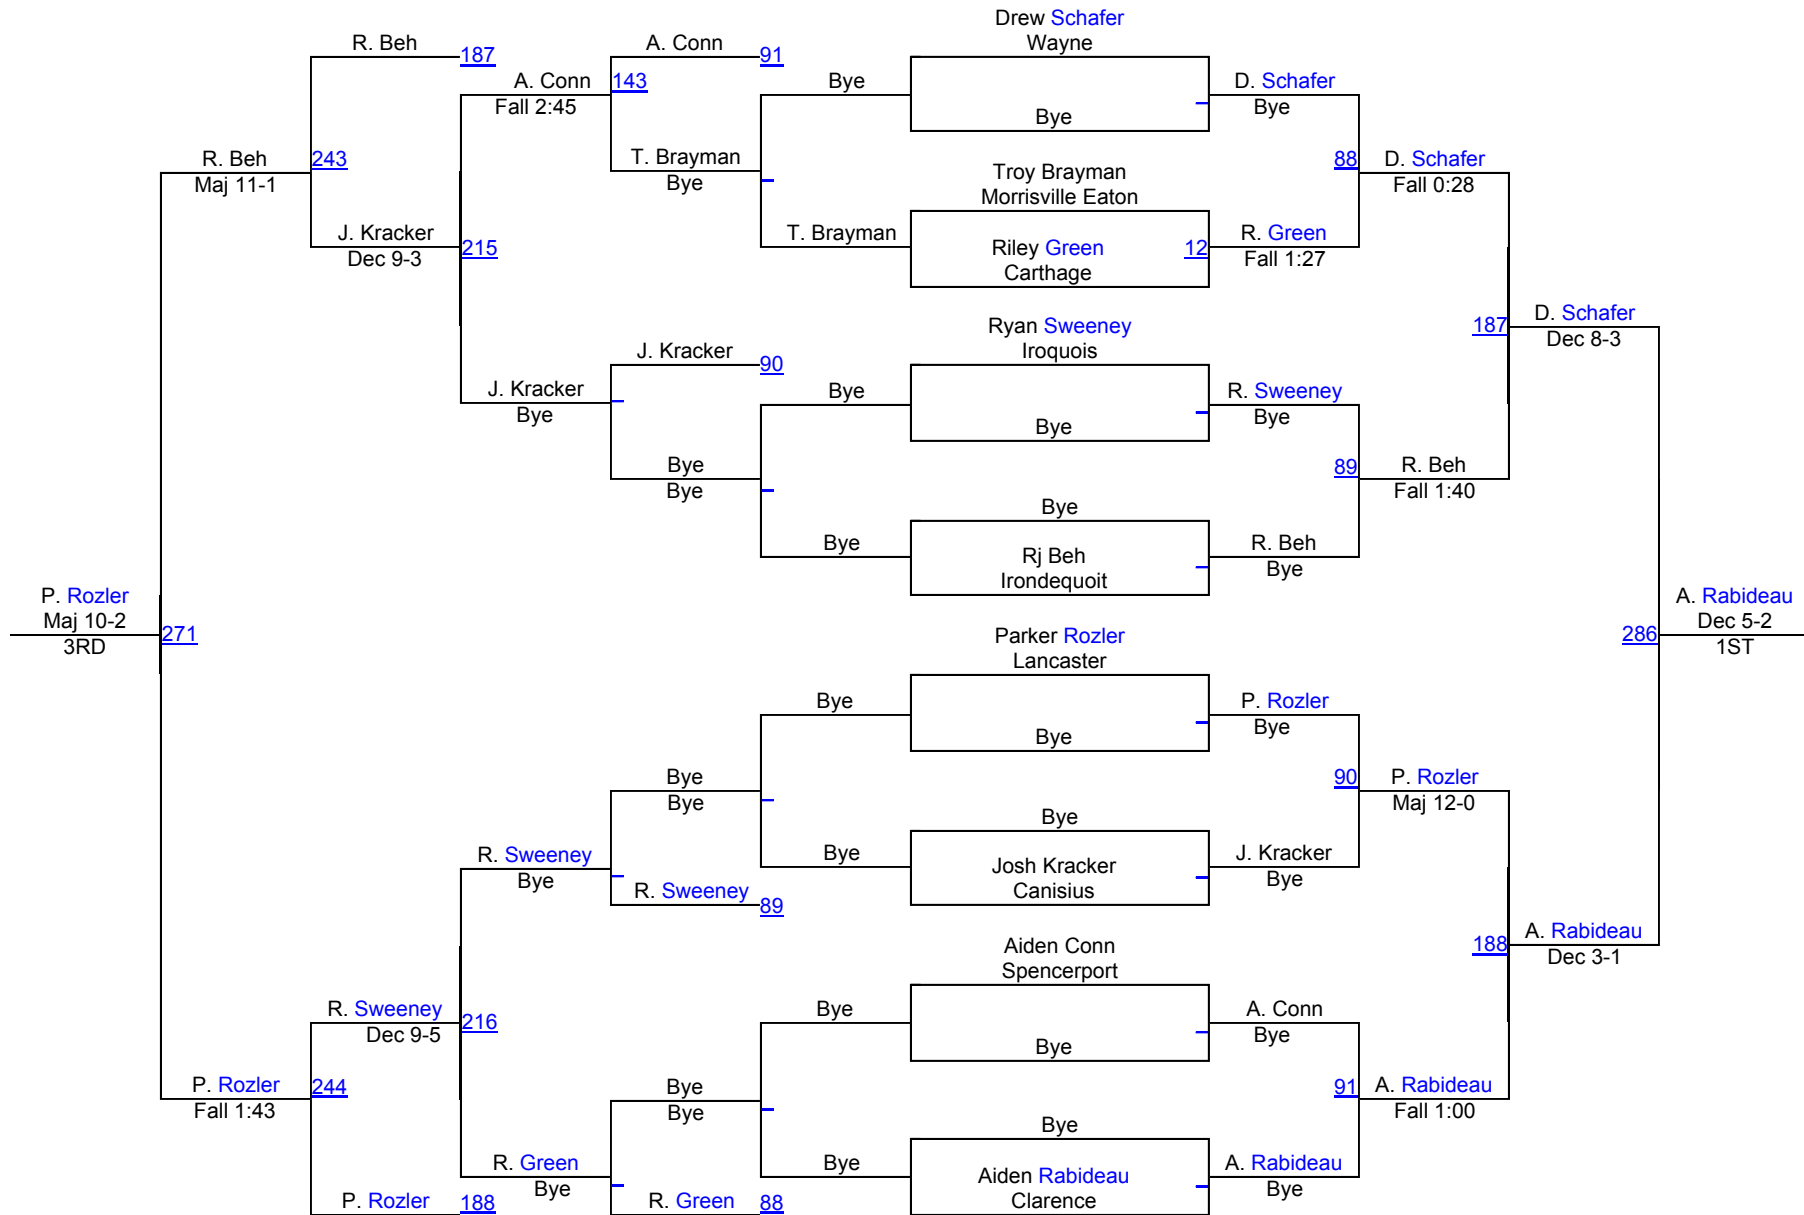 Drew Schafer
R. Beh
A. Conn
Wayne
187
91
A. Conn
143
Bye
D. Schafer
Fall 2:45
Bye
Bye
R. Beh
243
T. Brayman
Troy Brayman
88
D. Schafer
Maj 11-1
Bye
Morrisville Eaton
Fall 0:28
J. Kracker
T. Brayman
R. Green
Dec 9-3
215
Riley Green
12
Fall 1:27
Carthage
Ryan Sweeney
187
D. Schafer
J. Kracker
Iroquois
Dec 8-3
90
J. Kracker
Bye
R. Sweeney
Bye
Bye
Bye
Bye
89
R. Beh
Bye
Fall 1:40
Bye
Bye
Rj Beh
R. Beh
Irondequoit
Bye
P. Rozler
A. Rabideau
Maj 10-2
Dec 5-2
3RD
271
Parker Rozler
286
1ST
Lancaster
Bye
P. Rozler
Bye
Bye
Bye
90
P. Rozler
Bye
Maj 12-0
Bye
R. Sweeney
Bye
Josh Kracker
J. Kracker
Bye
R. Sweeney
89
Canisius
Bye
Aiden Conn
188
A. Rabideau
Spencerport
Dec 3-1
R. Sweeney
216
Bye
A. Conn
Dec 9-5
Bye
Bye
P. Rozler
244
Bye
91
A. Rabideau
Fall 1:43
Bye
Fall 1:00
Bye
R. Green
Bye
Aiden Rabideau
A. Rabideau
Bye
Clarence
Bye
P. Rozler
188
R. Green
88